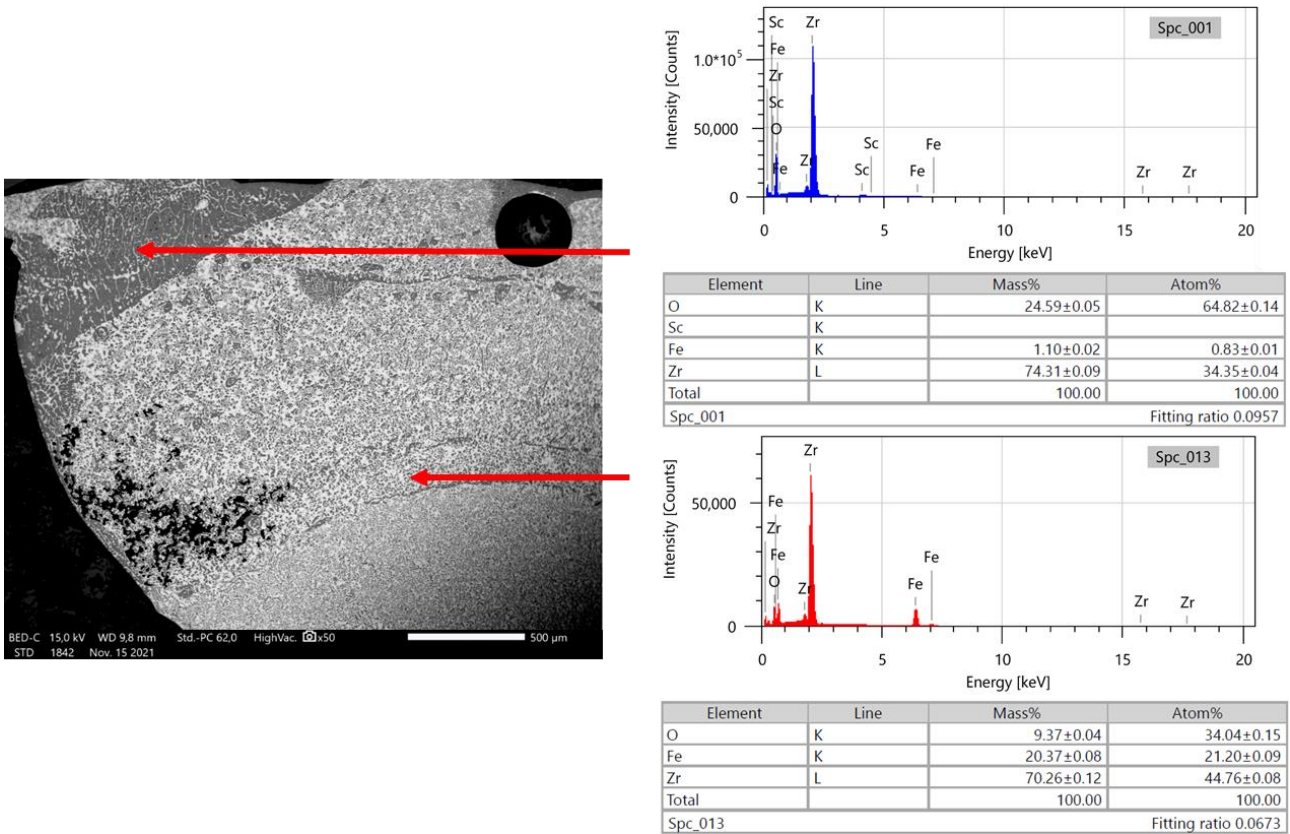 Spc_001
Intensity [Counts]
1.0*10^5
50,000
0
Sc
Fe
Zr
Sc
O
Fe
Zr
Zr
Sc
Sc
Fe
Fe
Zr
Zr
0 5 10 15 20
Energy [keV]
Element Line Mass% Atom%
O K 24.59±0.05 64.82±0.14
Sc K
Fe K 1.10±0.02 0.83±0.01
Zr L 74.31±0.09 34.35±0.04
Total 100.00 100.00
Spc_001 Fitting ratio 0.0957
Spc_013
Intensity [Counts]
50,000
0
Fe
Zr
Fe
O
Zr
Zr
Fe
Fe
Zr
Zr
0 5 10 15 20
Energy [keV]
Element Line Mass% Atom%
O K 9.37±0.04 34.04±0.15
Fe K 20.37±0.08 21.20±0.09
Zr L 70.26±0.12 44.76±0.08
Total 100.00 100.00
Spc_013 Fitting ratio 0.0673
BED-C 15,0 kV WD 9,8 mm Std.-PC 62,0 HighVac. x50 500 µm
STD 1842 Nov. 15 2021